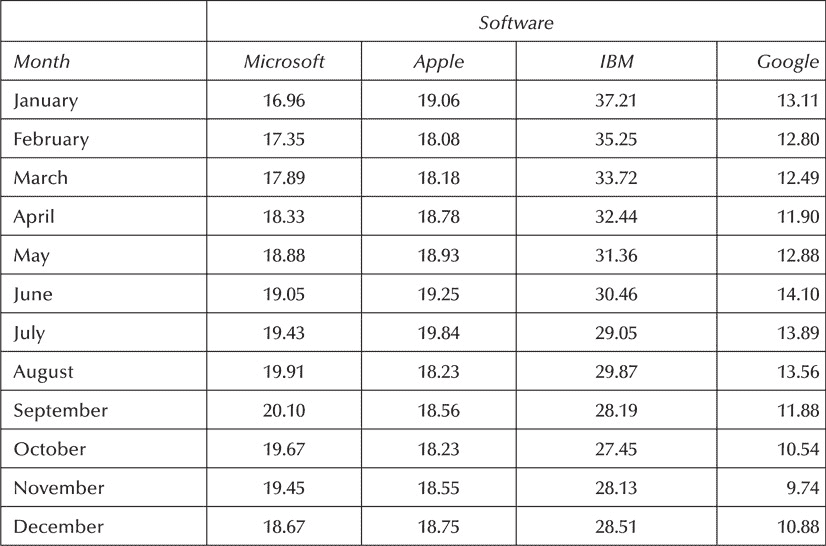 Software
Month Microsoft Apple IBM Google
January 16.96 19.06 37.21 13.11
February 17.35 18.08 35.25 12.80
March 17.89 18.18 33.72 12.49
April 18.33 18.78 32.44 11.90
May 18.88 18.93 31.36 12.88
June 19.05 19.25 30.46 14.10
July 19.43 19.84 29.05 13.89
August 19.91 18.23 29.87 13.56
September 20.10 18.56 28.19 11.88
October 19.67 18.23 27.45 10.54
November 19.45 18.55 28.13 9.74
December 18.67 18.75 28.51 10.88